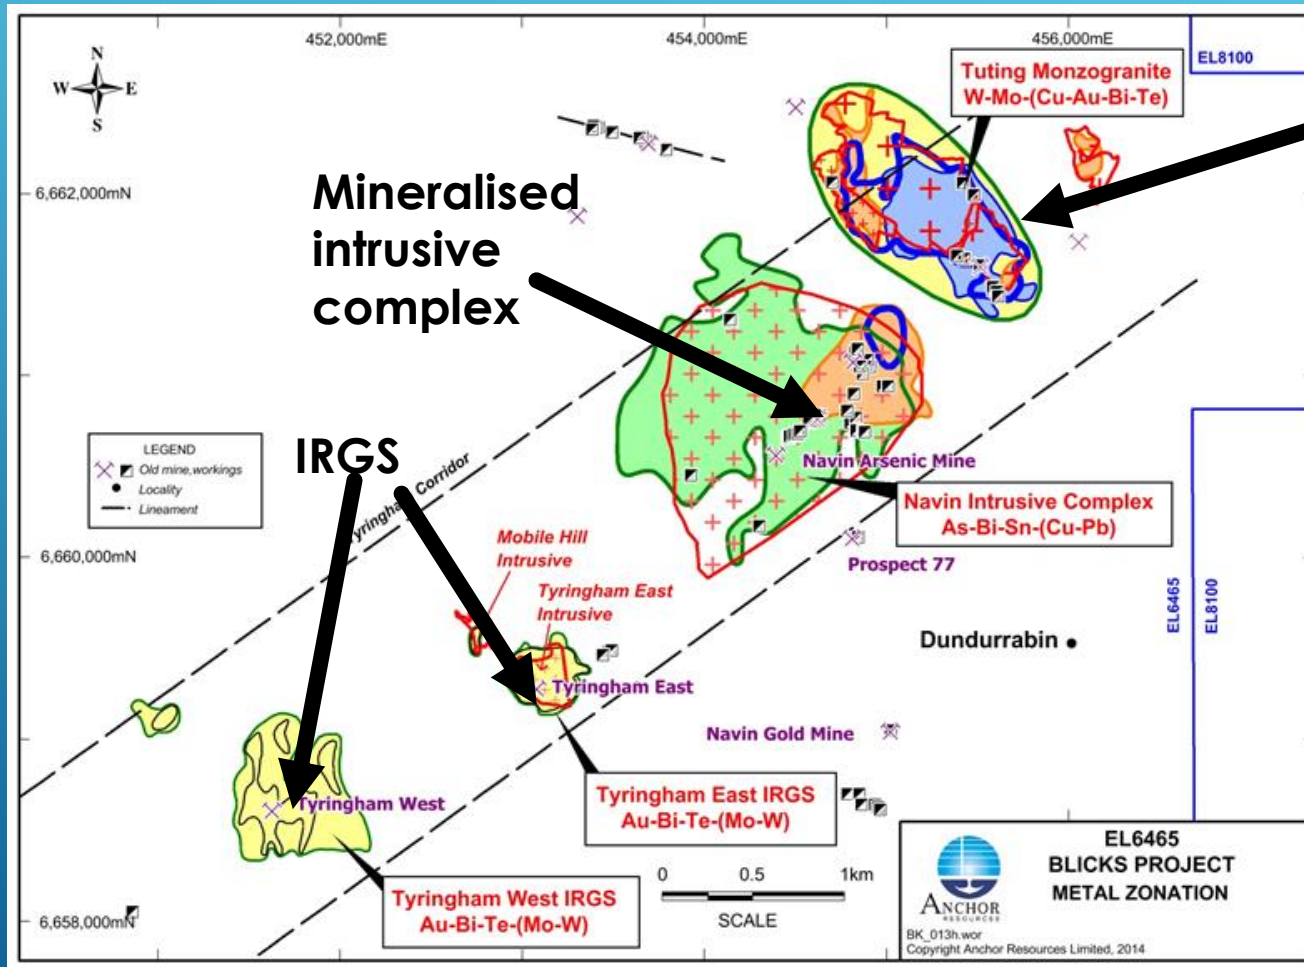 452,000mE
454,000mE
456,000mE
EL8100
N
W
E
S
Tuting Monzogranite
W-Mo-(Cu-Au-Bi-Te)
6,662,000mN
Mineralised
intrusive
complex
LEGEND
Old mine,workings
Locality
Lineament
IRGS
Tyringham Corridor
Navin Arsenic Mine
Navin Intrusive Complex
As-Bi-Sn-(Cu-Pb)
6,660,000mN
Mobile Hill
Intrusive
Prospect 77
Tyringham East
Intrusive
EL6465
EL8100
Dundurrabin
Tyringham East
Navin Gold Mine
Tyringham West
Tyringham East IRGS
Au-Bi-Te-(Mo-W)
Tyringham West IRGS
Au-Bi-Te-(Mo-W)
0 0.5 1km
SCALE
6,658,000mN
EL6465
BLICKS PROJECT
METAL ZONATION
ANCHOR
RESOURCES
BK_013h.wor
Copyright Anchor Resources Limited, 2014